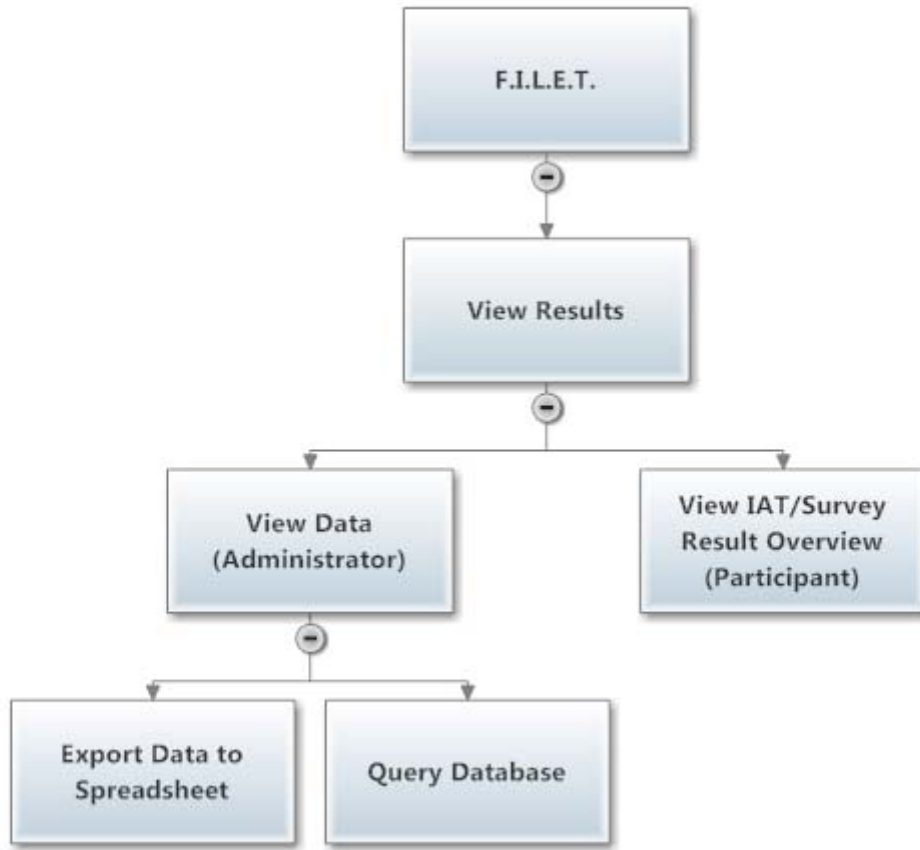 F.I.L.E.T.
View Results
View Data
(Administrator)
View IAT/Survey
Result Overview
(Participant)
Export Data to
Spreadsheet
Query Database